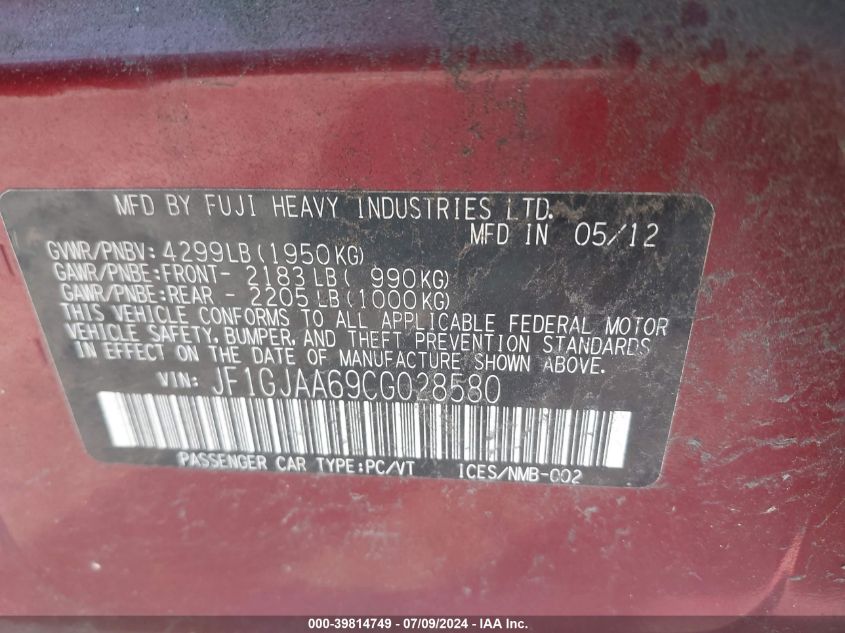 MFD BY FUJI HEAVY INDUSTRIES LTD.
MFD IN 05/12
GVWR/PNBV: 4299LB(1950KG)
GAWR/PNBE:FRONT- 2183LB( 990KG)
GAWR/PNBE:REAR - 2205LB(1000KG)
THIS VEHICLE CONFORMS TO ALL APPLICABLE FEDERAL MOTOR
VEHICLE SAFETY, BUMPER, AND THEFT PREVENTION STANDARDS
IN EFFECT ON THE DATE OF MANUFACTURE SHOWN ABOVE.
VIN: JF1GJAA69CG028580
PASSENGER CAR TYPE:PC/VT 1CES/NMB-002
000-39814749 - 07/09/2024 - IAA Inc.